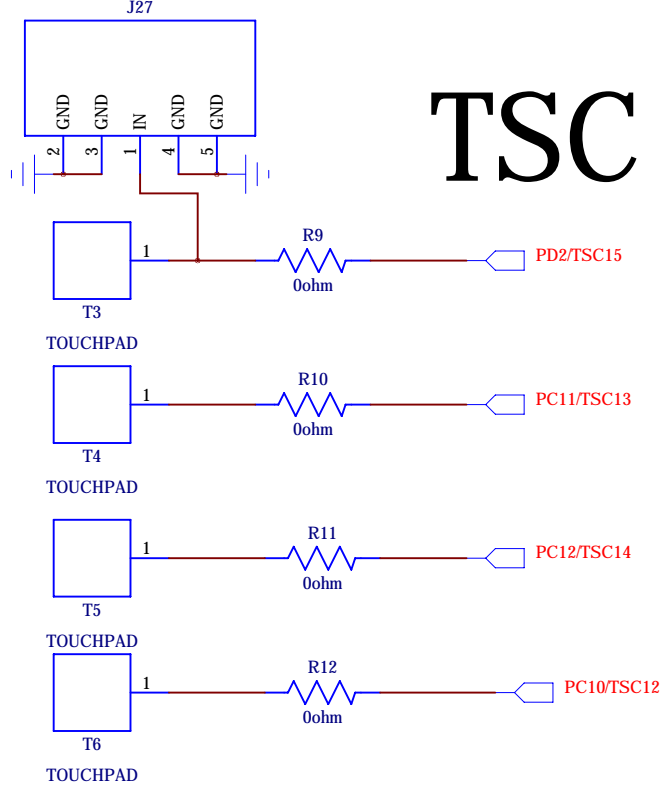 J27
TSC
GND
GND
IN
GND
GND
2
3
1
4
5
1
R9
0ohm
PD2/TSC15
T3
TOUCHPAD
1
R10
0ohm
PC11/TSC13
T4
TOUCHPAD
1
R11
0ohm
PC12/TSC14
T5
TOUCHPAD
1
R12
0ohm
PC10/TSC12
T6
TOUCHPAD